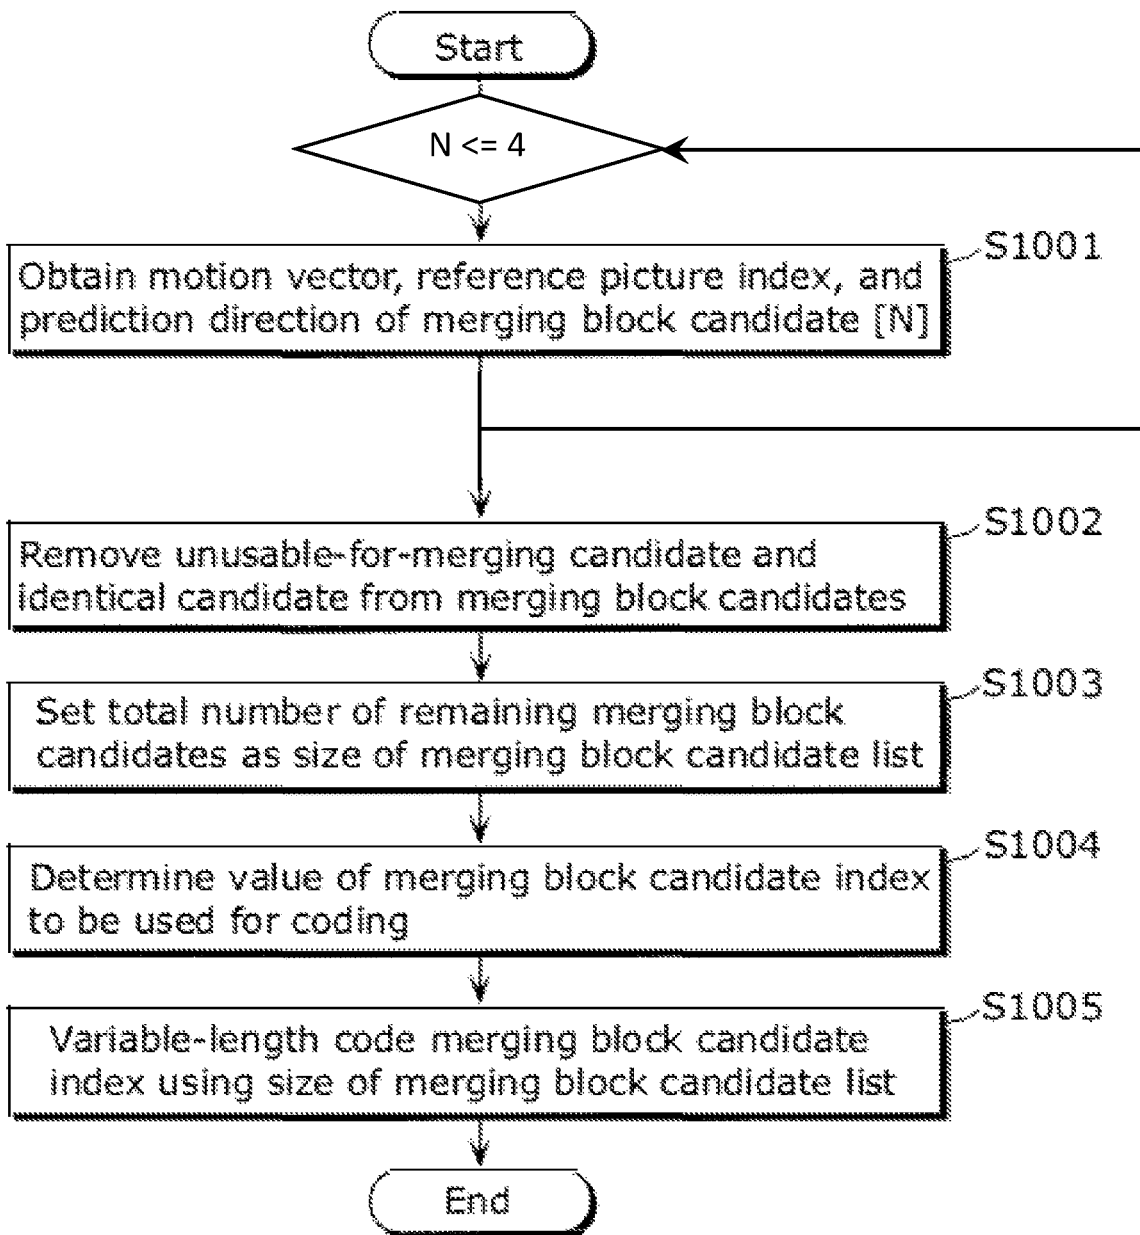 Start
N <= 4
S1001
Obtain motion vector, reference picture index, and
prediction direction of merging block candidate [N]
S1002
Remove unusable-for-merging candidate and
identical candidate from merging block candidates
S1003
Set total number of remaining merging block
candidates as size of merging block candidate list
S1004
Determine value of merging block candidate index
to be used for coding
S1005
Variable-length code merging block candidate
index using size of merging block candidate list
End